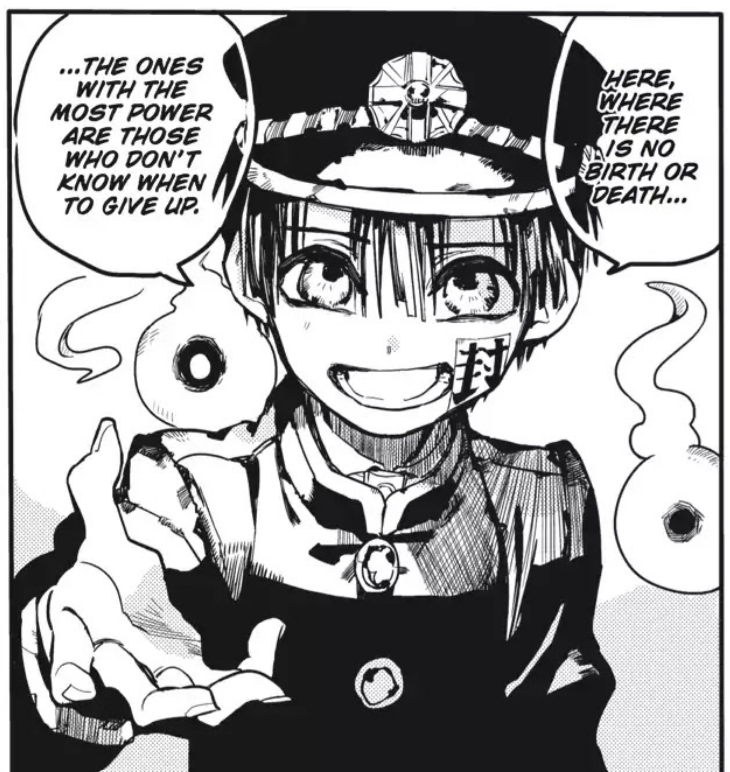 HERE,
WHERE
THERE
IS NO
BIRTH OR
DEATH...
...THE ONES
WITH THE
MOST POWER
ARE THOSE
WHO DON'T
KNOW WHEN
TO GIVE UP.
封